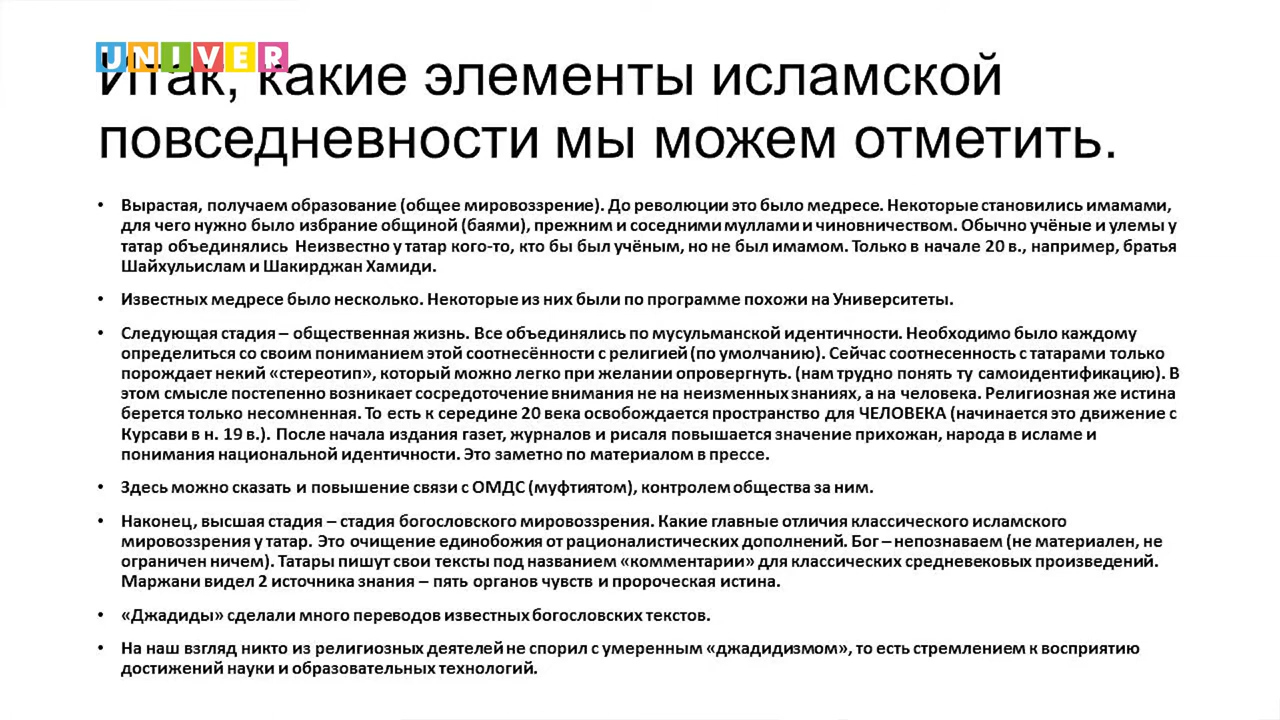 UNIVER
Итак, какие элементы исламской
повседневности мы можем отметить.
• Вырастая, получаем образование (общее мировоззрение). До революции это было медресе. Некоторые становились имамами,
для чего нужно было избрание общиной (баями), прежним и соседними муллами и чиновничеством. Обычно учёные и улемы у
татар объединялись Неизвестно у татар кого-то, кто бы был учёным, но не был имамом. Только в начале 20 в., например, братья
Шайхульислам и Шакирджан Хамиди.
• Известных медресе было несколько. Некоторые из них были по программе похожи на Университеты.
• Следующая стадия – общественная жизнь. Все объединялись по мусульманской идентичности. Необходимо было каждому
определиться со своим пониманием этой соотнесённости с религией (по умолчанию). Сейчас соотнесенность с татарами только
порождает некий «стереотип», который можно легко при желании опровергнуть. (нам трудно понять ту самоидентификацию). В
этом смысле постепенно возникает сосредоточение внимания не на неизменных знаниях, а на человека. Религиозная же истина
берется только несомненная. То есть к середине 20 века освобождается пространство для ЧЕЛОВЕКА (начинается это движение с
Курсави в н. 19 в.). После начала издания газет, журналов и рисаля повышается значение прихожан, народа в исламе и
понимания национальной идентичности. Это заметно по материалом в прессе.
• Здесь можно сказать и повышение связи с ОМДС (муфтиятом), контролем общества за ним.
• Наконец, высшая стадия – стадия богословского мировоззрения. Какие главные отличия классического исламского
мировоззрения у татар. Это очищение единобожия от рационалистических дополнений. Бог – непознаваем (не материален, не
ограничен ничем). Татары пишут свои тексты под названием «комментарии» для классических средневековых произведений.
Маржани видел 2 источника знания – пять органов чувств и пророческая истина.
• «Джадиды» сделали много переводов известных богословских текстов.
• На наш взгляд никто из религиозных деятелей не спорил с умеренным «джадидизмом», то есть стремлением к восприятию
достижений науки и образовательных технологий.